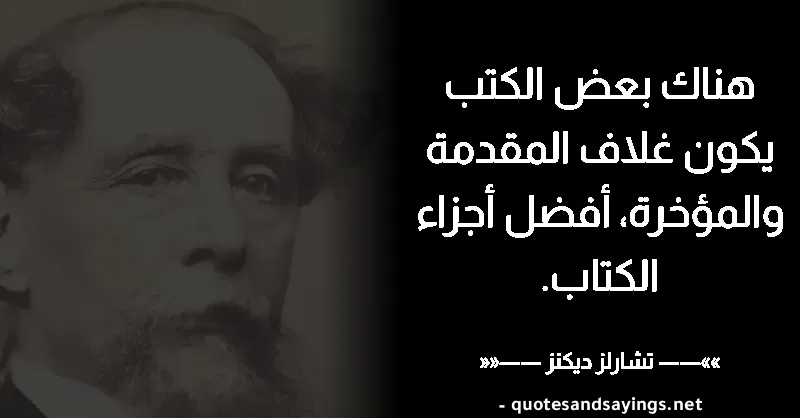 هناك بعض الكتب
يكون غلاف المقدمة
والمؤخرة، أفضل أجزاء
الكتاب.
»»—— تشارلز ديكنز ——««
- quotesandsayings.net